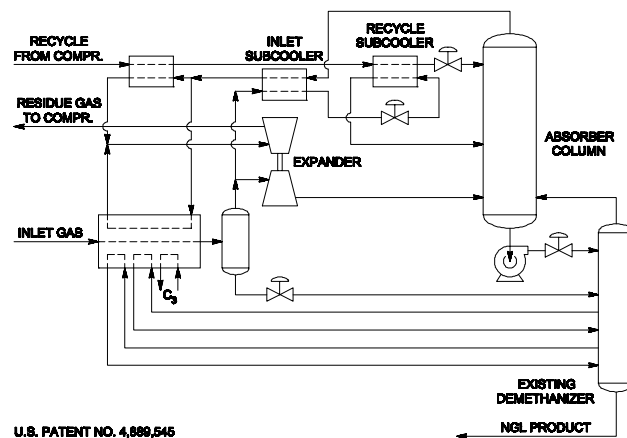 RECYCLE
FROM COMPR.
INLET
SUBCOOLER
RECYCLE
SUBCOOLER
RESIDUE GAS
TO COMPR.
EXPANDER
ABSORBER
COLUMN
INLET GAS
C3
EXISTING
DEMETHANIZER
NGL PRODUCT
U.S. PATENT NO. 4,889,545